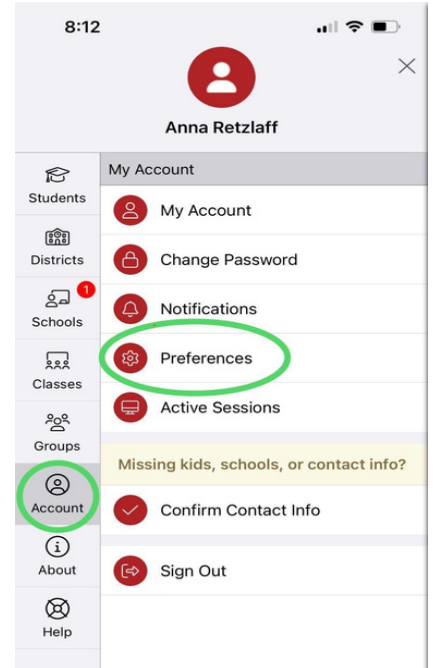 8:12
Anna Retzlaff
Students
Districts
1
Schools
Classes
Groups
Account
About
Help
My Account
My Account
Change Password
Notifications
Preferences
Active Sessions
Missing kids, schools, or contact info?
Confirm Contact Info
Sign Out